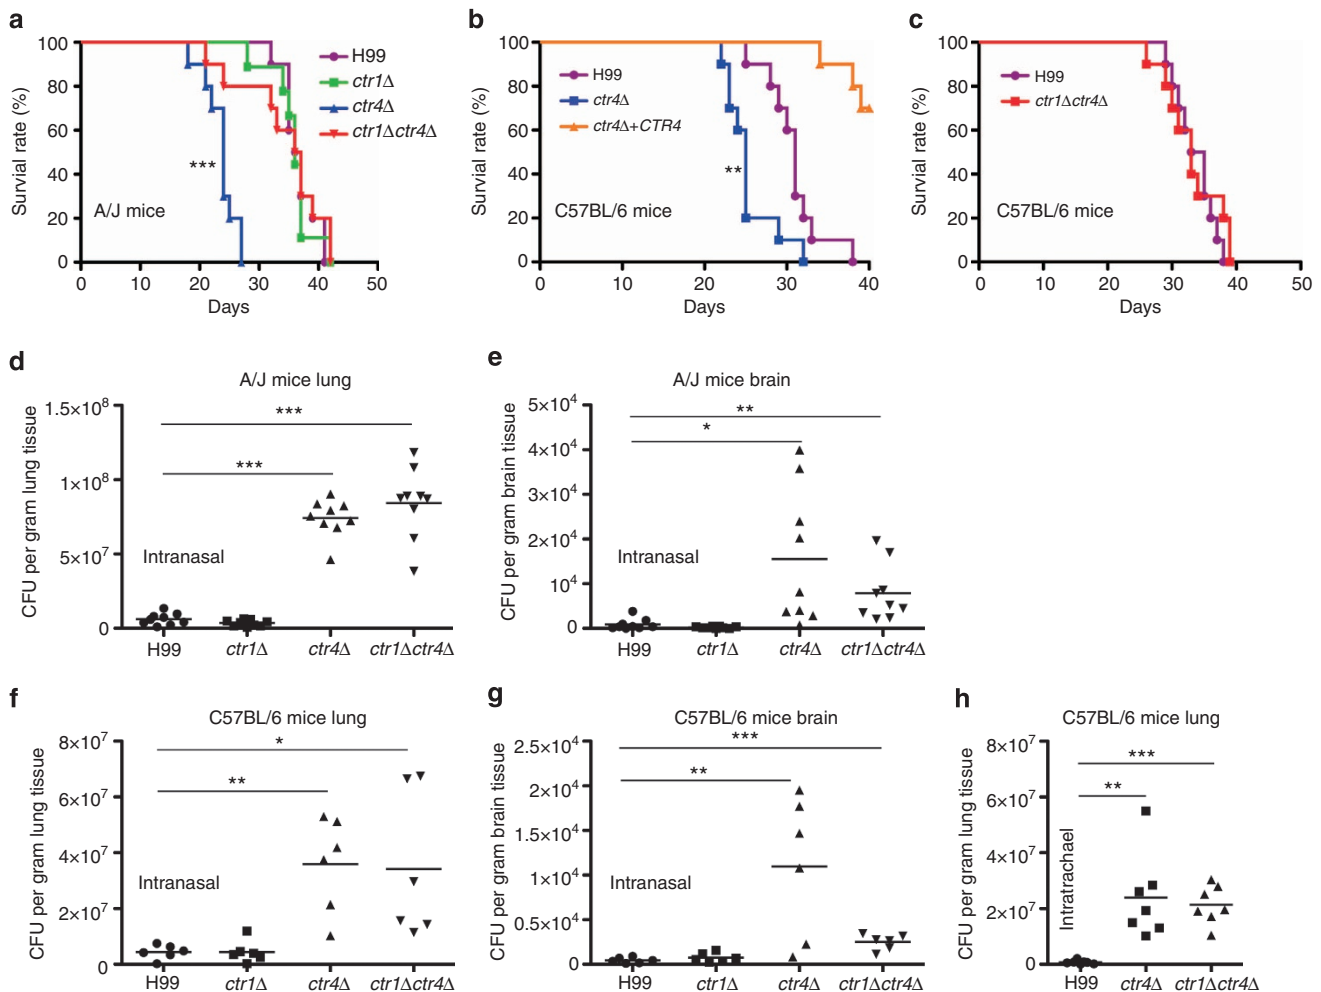 a
Survial rate (%)
100
80
60
40
20
0
0 10 20 30 40 50
Days
H99
ctr1Δ
ctr4Δ
ctr1Δctr4Δ
***
A/J mice
b
Survial rate (%)
100
80
60
40
20
0
0 10 20 30 40
Days
H99
ctr4Δ
ctr4Δ+CTR4
**
C57BL/6 mice
c
Survial rate (%)
100
80
60
40
20
0
0 10 20 30 40 50
Days
H99
ctr1Δctr4Δ
C57BL/6 mice
d
A/J mice lung
CFU per gram lung tissue
1.5×10⁸
1×10⁸
5×10⁷
0
***
***
Intranasal
H99 ctr1Δ ctr4Δ ctr1Δctr4Δ
e
A/J mice brain
CFU per gram brain tissue
5×10⁴
4×10⁴
3×10⁴
2×10⁴
10⁴
0
**
*
Intranasal
H99 ctr1Δ ctr4Δ ctr1Δctr4Δ
f
C57BL/6 mice lung
CFU per gram lung tissue
8×10⁷
6×10⁷
4×10⁷
2×10⁷
0
*
**
Intranasal
H99 ctr1Δ ctr4Δ ctr1Δctr4Δ
g
C57BL/6 mice brain
CFU per gram brain tissue
2.5×10⁴
2×10⁴
1.5×10⁴
1×10⁴
0.5×10⁴
0
***
**
Intranasal
H99 ctr1Δ ctr4Δ ctr1Δctr4Δ
h
C57BL/6 mice lung
CFU per gram lung tissue
8×10⁷
6×10⁷
4×10⁷
2×10⁷
0
***
**
Intratrachael
H99 ctr4Δ ctr1Δctr4Δ